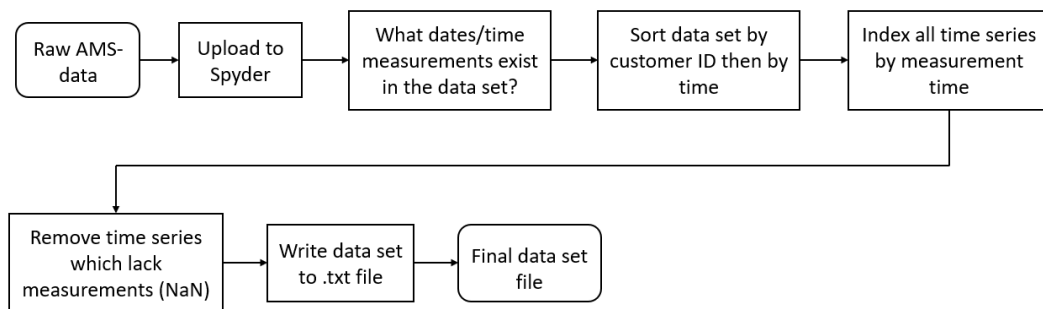 Raw AMS-
data
Upload to
Spyder
What dates/time
measurements exist
in the data set?
Sort data set by
customer ID then by
time
Index all time series
by measurement
time
Remove time series
which lack
measurements (NaN)
Write data set
to .txt file
Final data set
file